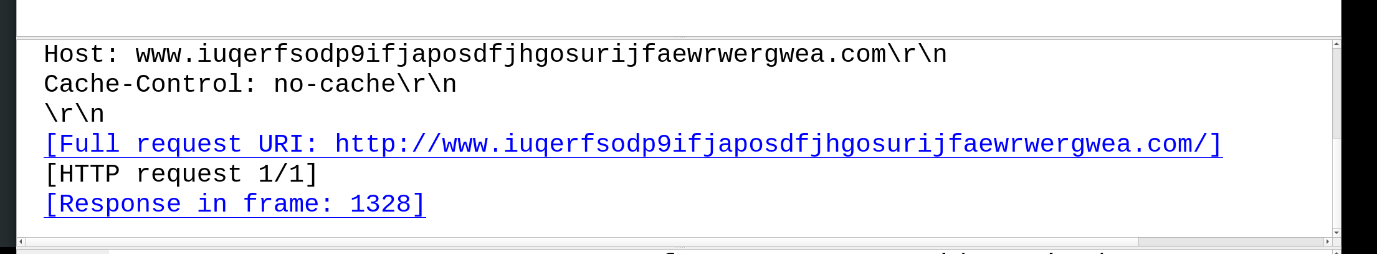 Host: www.iuqerfsodp9ifjaposdfjhgosurijfaewrwergwea.com\r\n
Cache-Control: no-cache\r\n
\r\n
[Full request URI: http://www.iuqerfsodp9ifjaposdfjhgosurijfaewrwergwea.com/]
[HTTP request 1/1]
[Response in frame: 1328]